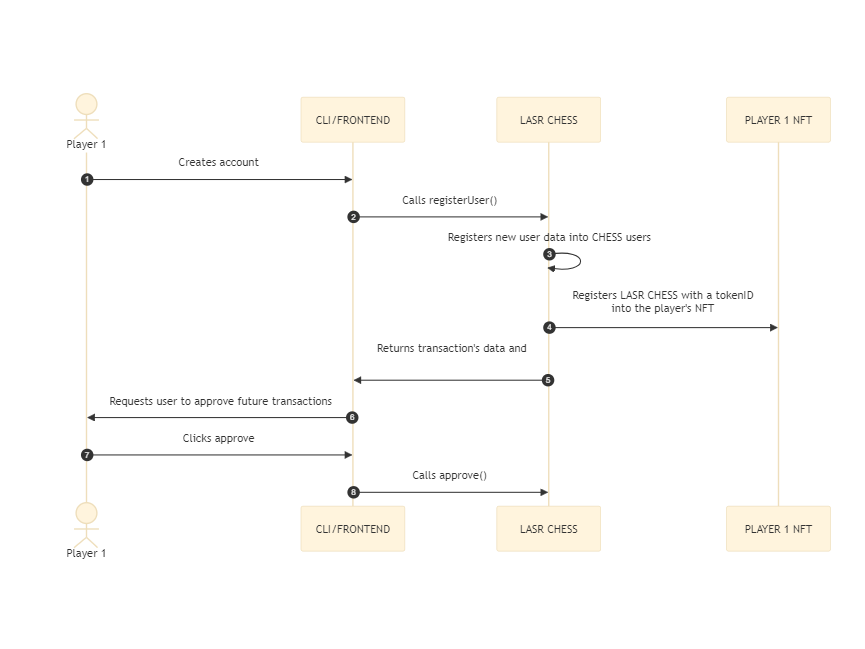 CLI/FRONTEND
LASR CHESS
PLAYER 1 NFT
Player 1
Creates account
1
Calls registerUser()
2
Registers new user data into CHESS users
3
Registers LASR CHESS with a tokenID
into the player's NFT
4
Returns transaction's data and
5
Requests user to approve future transactions
6
Clicks approve
7
Calls approve()
8
CLI/FRONTEND
LASR CHESS
PLAYER 1 NFT
Player 1